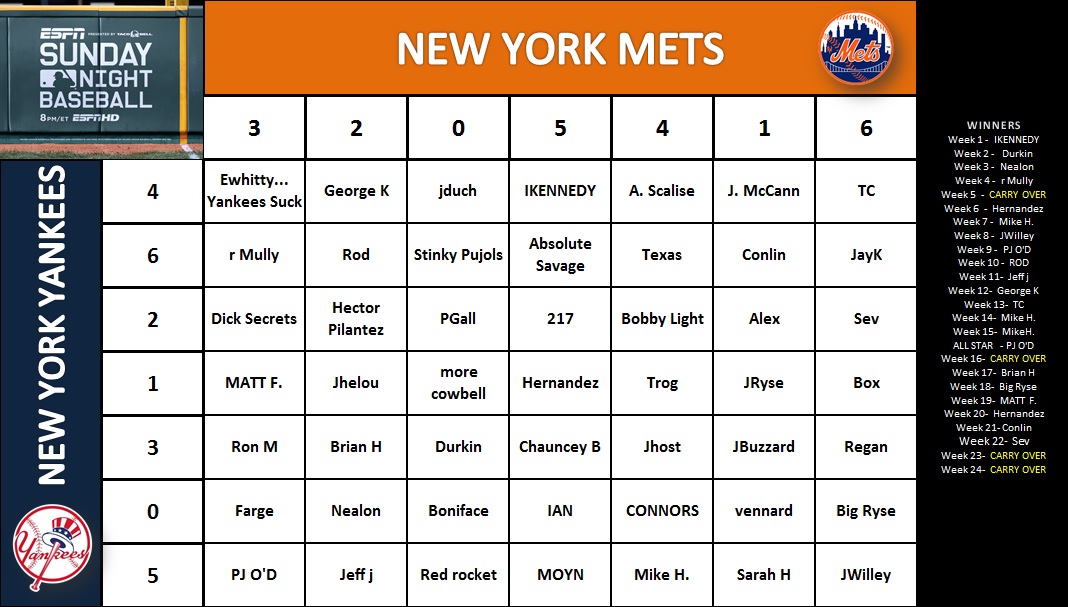 ESPN PRESENTED BY TACO BELL
SUNDAY
NIGHT
BASEBALL
8PM/ET ESPN HD
NEW YORK METS
Mets
3 2 0 5 4 1 6
NEW YORK YANKEES
Yankees
4 Ewhitty... Yankees Suck George K jduch IKENNEDY A. Scalise J. McCann TC
6 r Mully Rod Stinky Pujols Absolute Savage Texas Conlin JayK
2 Dick Secrets Hector Pilantez PGall 217 Bobby Light Alex Sev
1 MATT F. Jhelou more cowbell Hernandez Trog JRyse Box
3 Ron M Brian H Durkin Chauncey B Jhost JBuzzard Regan
0 Farge Nealon Boniface IAN CONNORS vennard Big Ryse
5 PJ O'D Jeff j Red rocket MOYN Mike H. Sarah H JWilley
WINNERS
Week 1 - IKENNEDY
Week 2 - Durkin
Week 3 - Nealon
Week 4 - r Mully
Week 5 - CARRY OVER
Week 6 - Hernandez
Week 7 - Mike H.
Week 8 - JWilley
Week 9 - PJ O'D
Week 10 - ROD
Week 11- Jeff j
Week 12- George K
Week 13- TC
Week 14- Mike H.
Week 15- MikeH.
ALL STAR - PJ O'D
Week 16- CARRY OVER
Week 17- Brian H
Week 18- Big Ryse
Week 19- MATT F.
Week 20- Hernandez
Week 21- Conlin
Week 22- Sev
Week 23- CARRY OVER
Week 24- CARRY OVER